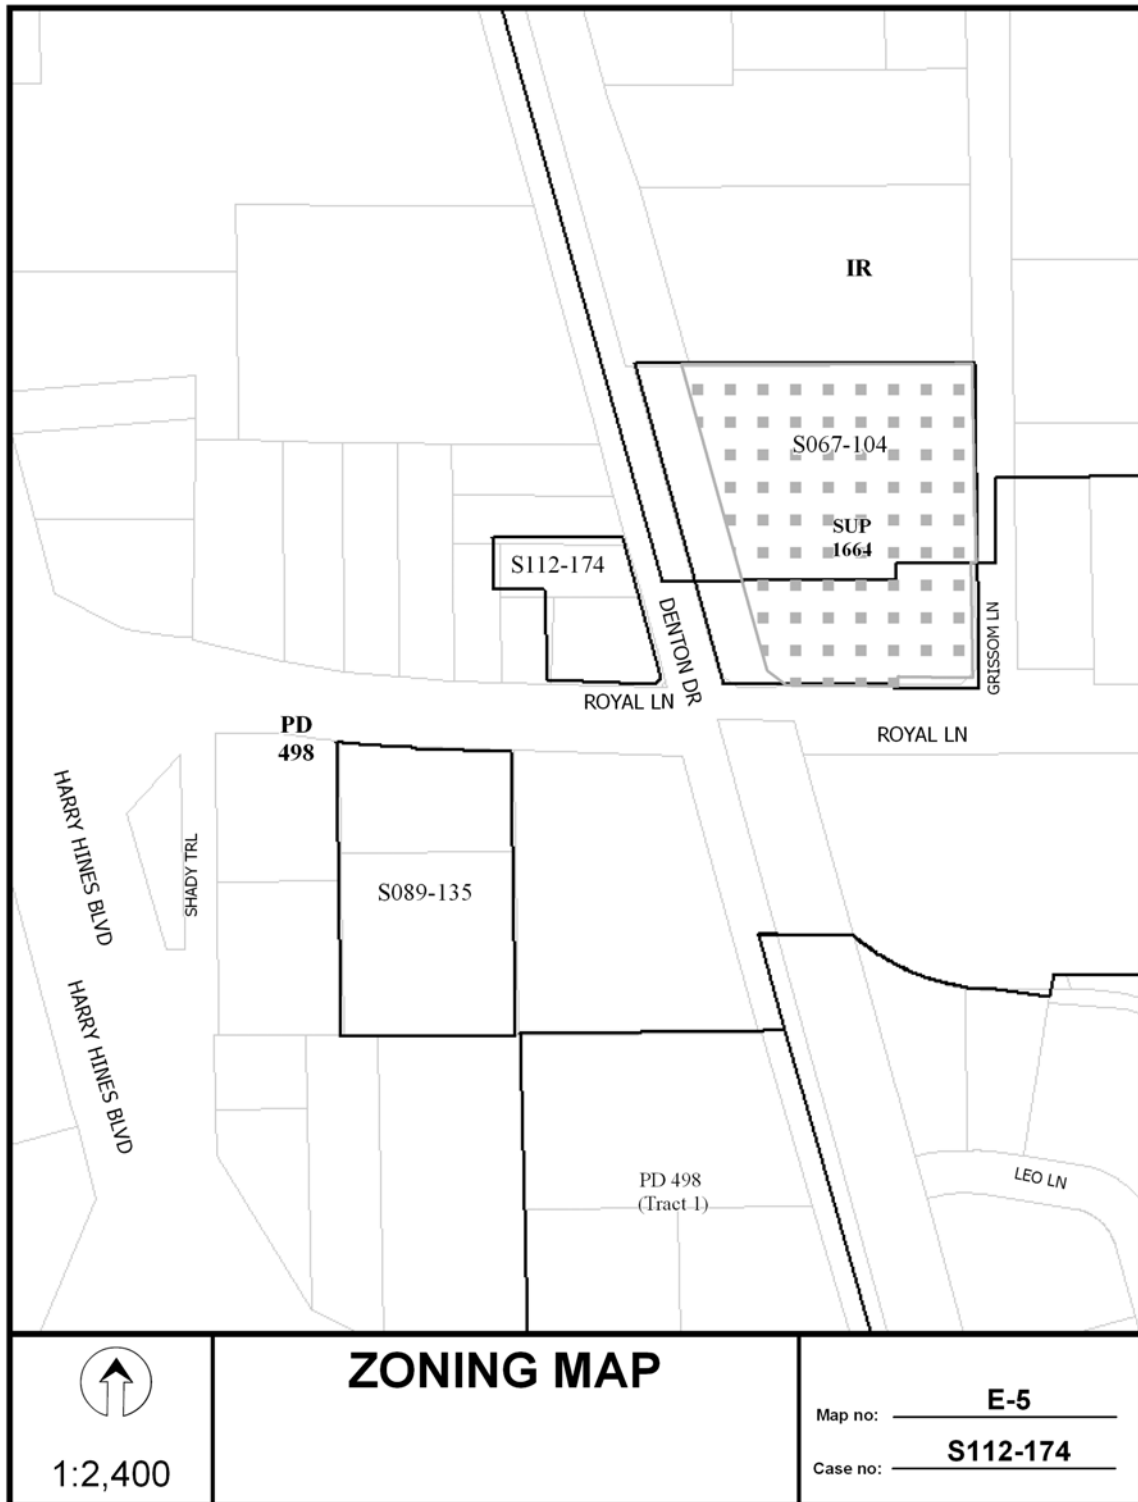 IR
S067-104
SUP
1664
S112-174
DENTON DR
GRISSOM LN
ROYAL LN
ROYAL LN
PD
498
HARRY HINES BLVD
SHADY TRL
S089-135
HARRY HINES BLVD
PD 498
(Tract 1)
LEO LN
ZONING MAP
1:2,400
Map no: E-5
Case no: S112-174